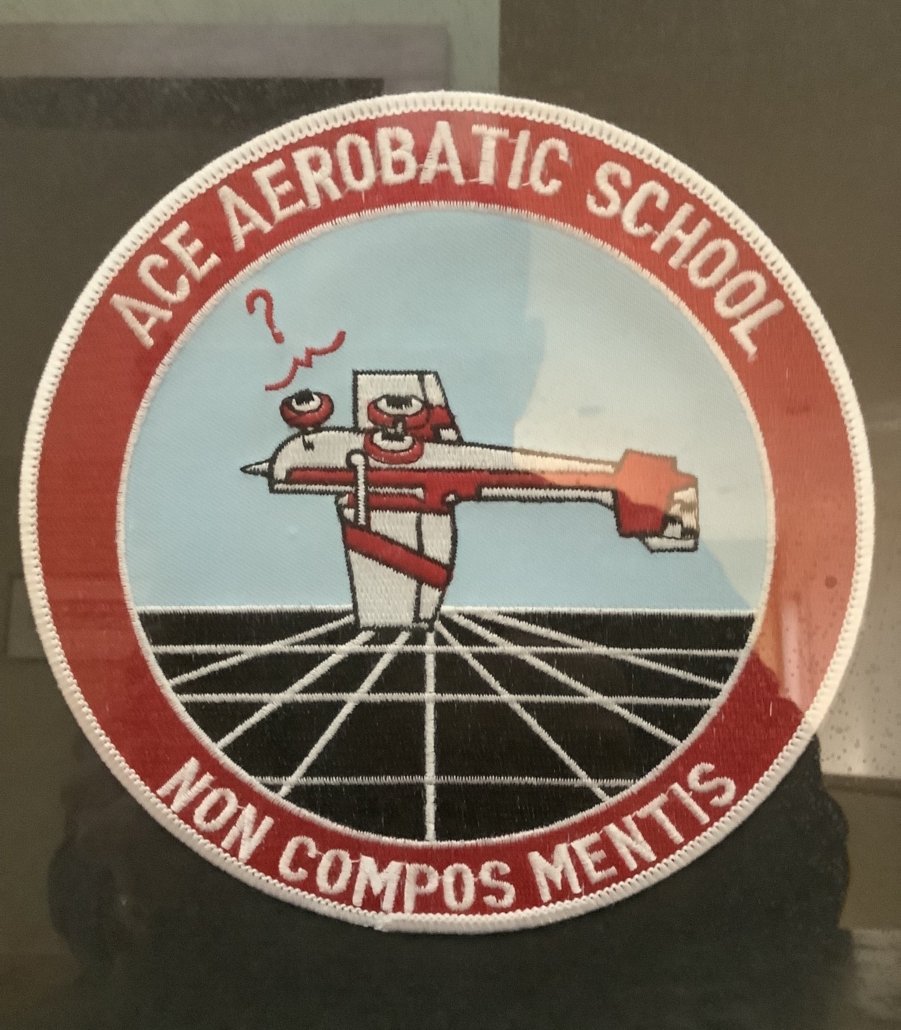 ACE AEROBATIC SCHOOL
?
NON COMPOS MENTIS